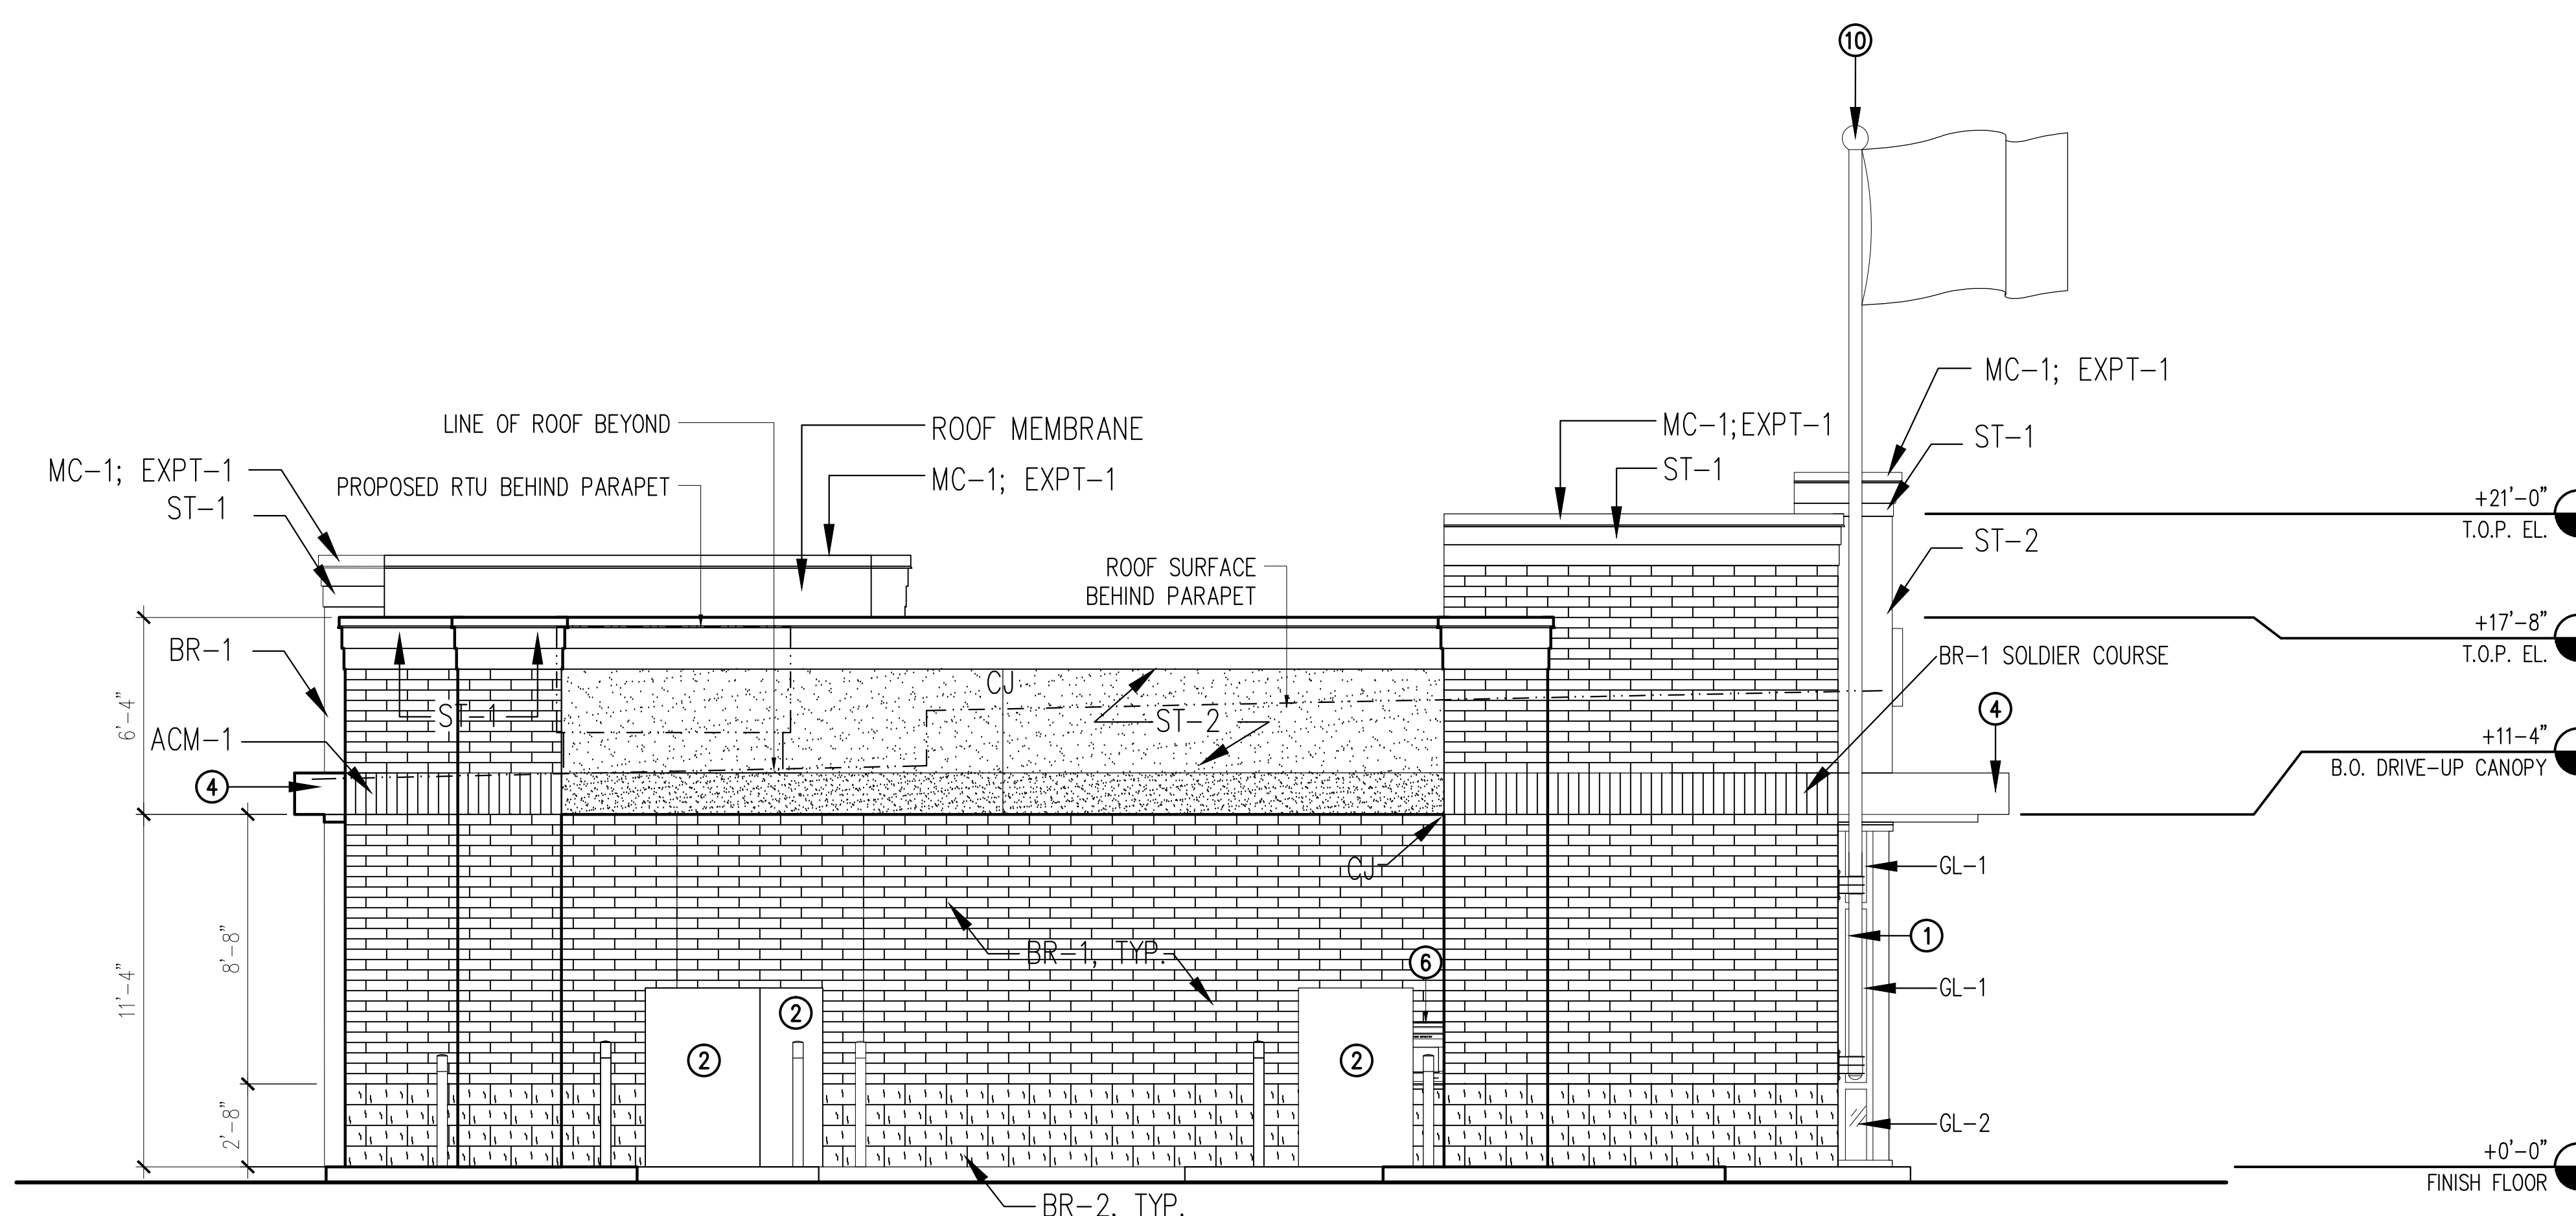 10
MC-1; EXPT-1
LINE OF ROOF BEYOND
ROOF MEMBRANE
MC-1;EXPT-1
ST-1
MC-1; EXPT-1
PROPOSED RTU BEHIND PARAPET
MC-1; EXPT-1
ST-1
ST-1
+21'-0"
T.O.P. EL.
ST-2
ROOF SURFACE
BEHIND PARAPET
+17'-8"
T.O.P. EL.
BR-1
BR-1 SOLDIER COURSE
CJ
6'-4"
ST-1
ST-2
4
ACM-1
+11-4"
B.O. DRIVE-UP CANOPY
4
CJ
GL-1
11'-4"
8'-8"
BR-1, TYP.
6
1
GL-1
2
2
2
2'-8"
GL-2
+0'-0"
FINISH FLOOR
BR-2, TYP.